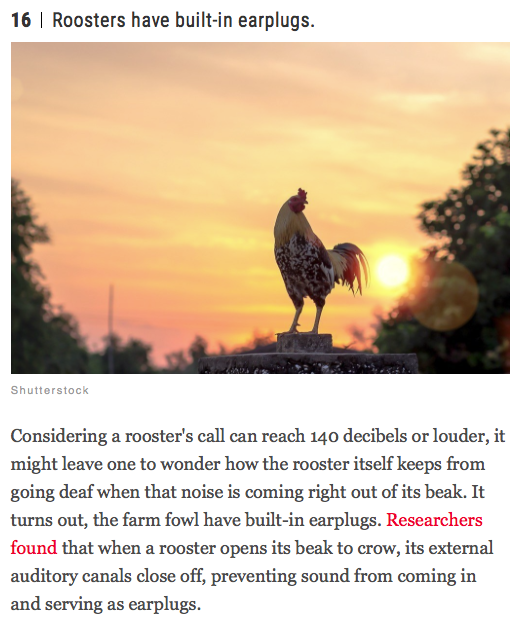 16 | Roosters have built-in earplugs.
Shutterstock
Considering a rooster's call can reach 140 decibels or louder, it
might leave one to wonder how the rooster itself keeps from
going deaf when that noise is coming right out of its beak. It
turns out, the farm fowl have built-in earplugs. Researchers
found that when a rooster opens its beak to crow, its external
auditory canals close off, preventing sound from coming in
and serving as earplugs.